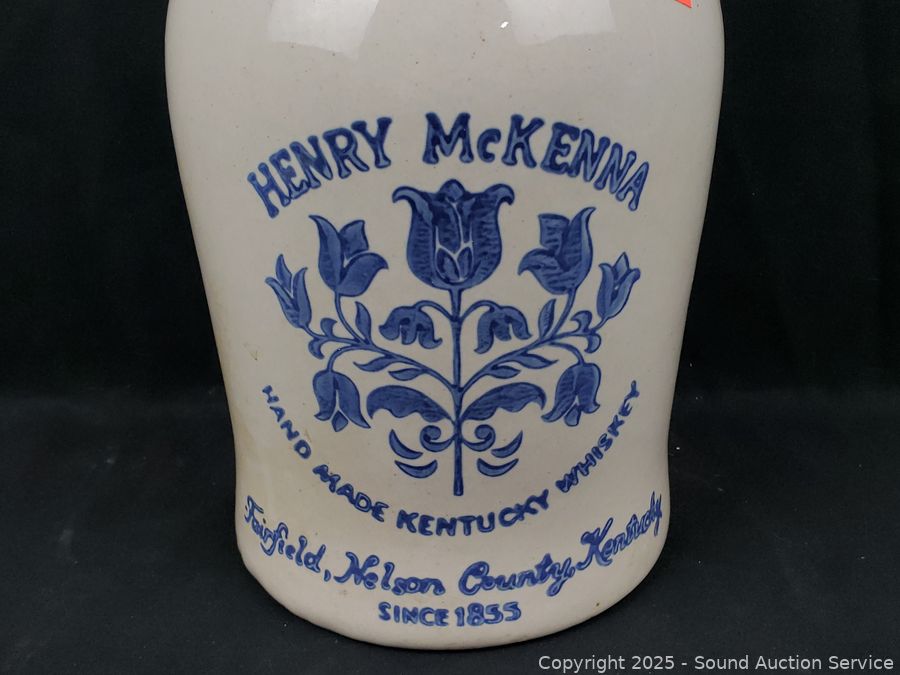 HENRY McKENNA
HAND MADE KENTUCKY WHISKEY
Fairfield, Nelson County, Kentucky
SINCE 1855
Copyright © 2025 - Sound Auction Service